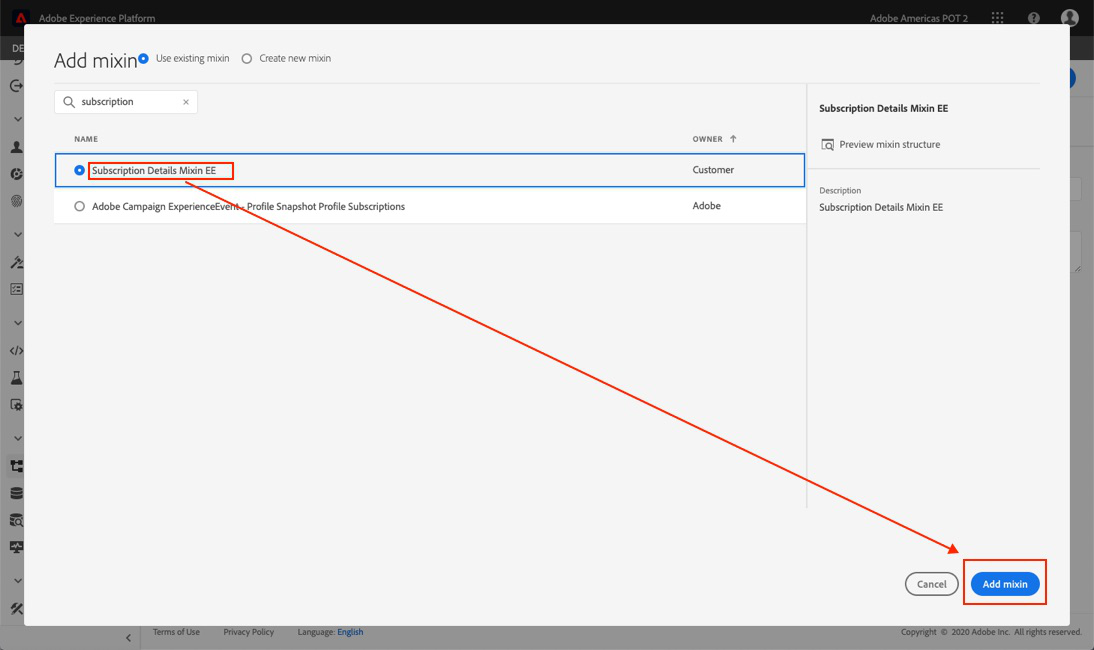 Adobe Experience Platform
Adobe Americas POT 2
DE
Add mixin
Use existing mixin
Create new mixin
subscription
NAME
OWNER
Subscription Details Mixin EE
Customer
Adobe Campaign ExperienceEvent - Profile Snapshot Profile Subscriptions
Adobe
Subscription Details Mixin EE
Preview mixin structure
Description
Subscription Details Mixin EE
Cancel
Add mixin
Terms of Use
Privacy Policy
Language: English
Copyright © 2020 Adobe Inc. All rights reserved.